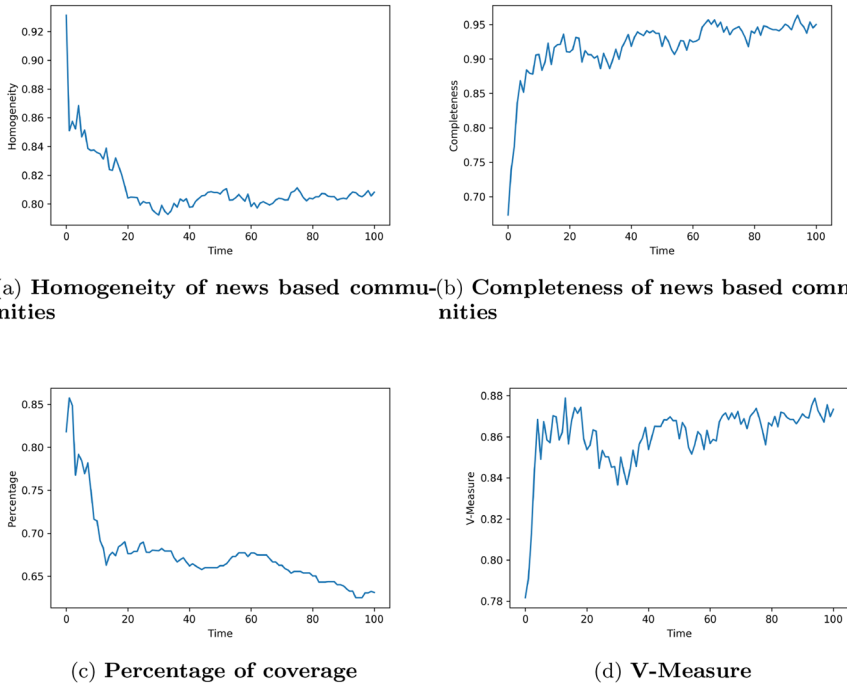 0.92
0.90
0.88
0.86
0.84
0.82
0.80
Homogeneity
0 20 40 60 80 100
Time
0.95
0.90
0.85
0.80
0.75
0.70
Completeness
0 20 40 60 80 100
Time
(a) Homogeneity of news based commu-
nities
(b) Completeness of news based comm
nities
0.85
0.80
0.75
0.70
0.65
Percentage
0 20 40 60 80 100
Time
0.88
0.86
0.84
0.82
0.80
0.78
V-Measure
0 20 40 60 80 100
Time
(c) Percentage of coverage
(d) V-Measure